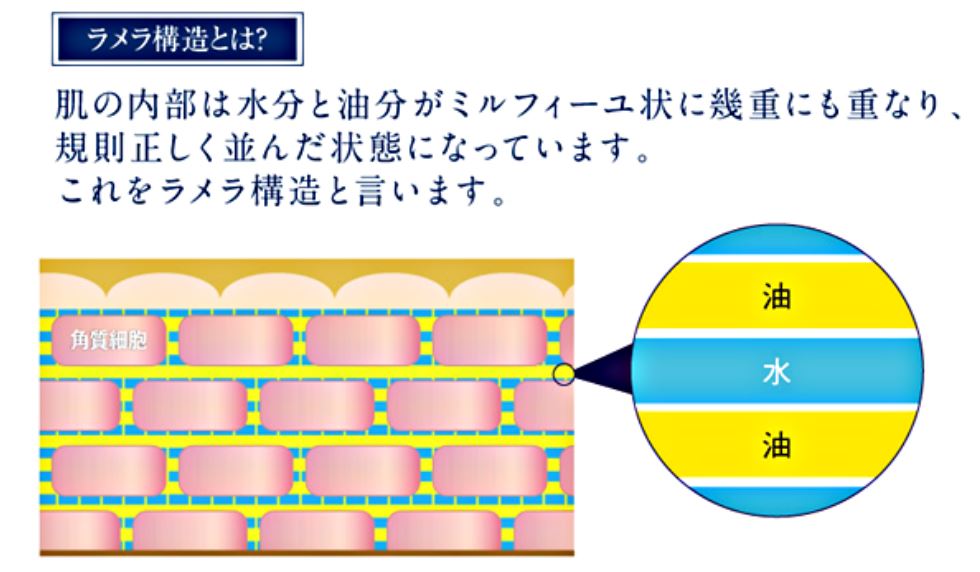 ラメラ構造とは?
肌の内部は水分と油分がミルフィーユ状に幾重にも重なり、
規則正しく並んだ状態になっています。
これをラメラ構造と言います。
角質細胞
油
水
油